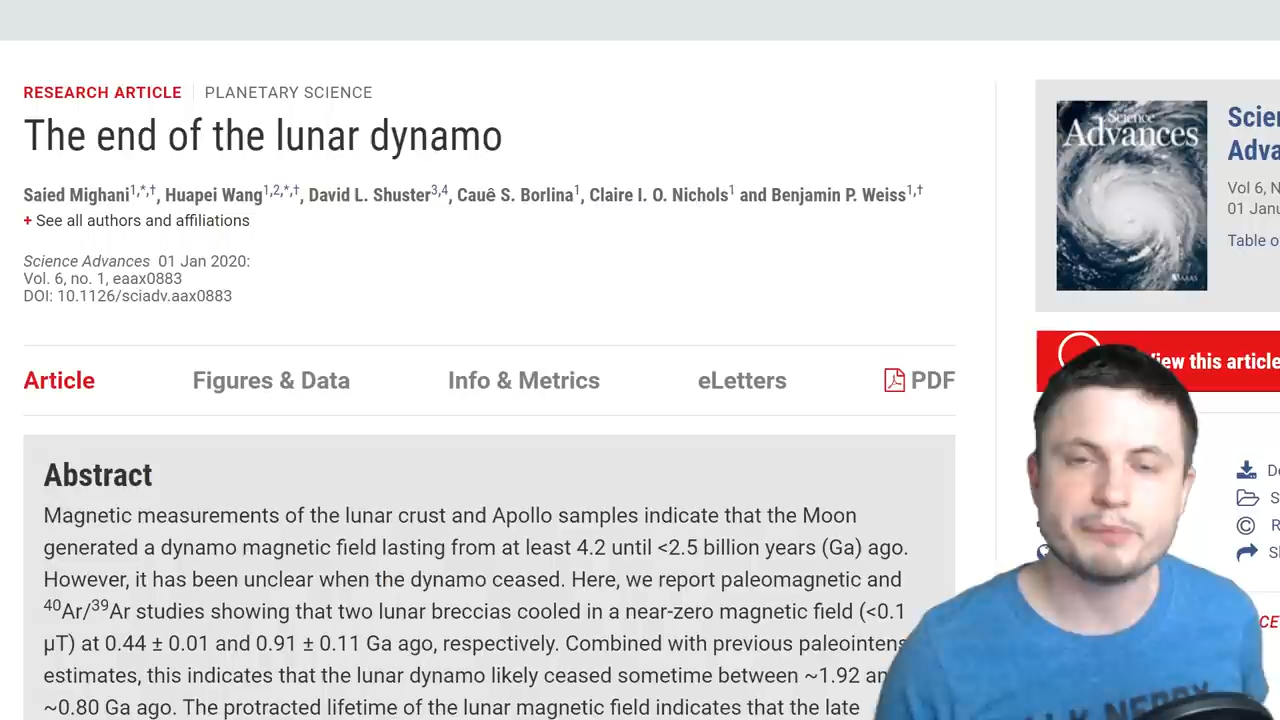 RESEARCH ARTICLE PLANETARY SCIENCE
The end of the lunar dynamo
Saied Mighani1,*,†, Huapei Wang1,2,*,†, David L. Shuster3,4, Cauê S. Borlina1, Claire I. O. Nichols1 and Benjamin P. Weiss1,†
+ See all authors and affiliations
Science Advances 01 Jan 2020:
Vol. 6, no. 1, eaax0883
DOI: 10.1126/sciadv.aax0883
Article Figures & Data Info & Metrics eLetters PDF
Abstract
Magnetic measurements of the lunar crust and Apollo samples indicate that the Moon
generated a dynamo magnetic field lasting from at least 4.2 until <2.5 billion years (Ga) ago.
However, it has been unclear when the dynamo ceased. Here, we report paleomagnetic and
40Ar/39Ar studies showing that two lunar breccias cooled in a near-zero magnetic field (<0.1
μT) at 0.44 ± 0.01 and 0.91 ± 0.11 Ga ago, respectively. Combined with previous paleointens
estimates, this indicates that the lunar dynamo likely ceased sometime between ~1.92 an
~0.80 Ga ago. The protracted lifetime of the lunar magnetic field indicates that the late
Science
Advances
AAAS
Scien
Adva
Vol 6, N
01 Janu
Table o
view this article
D
S
©
R
S
CE